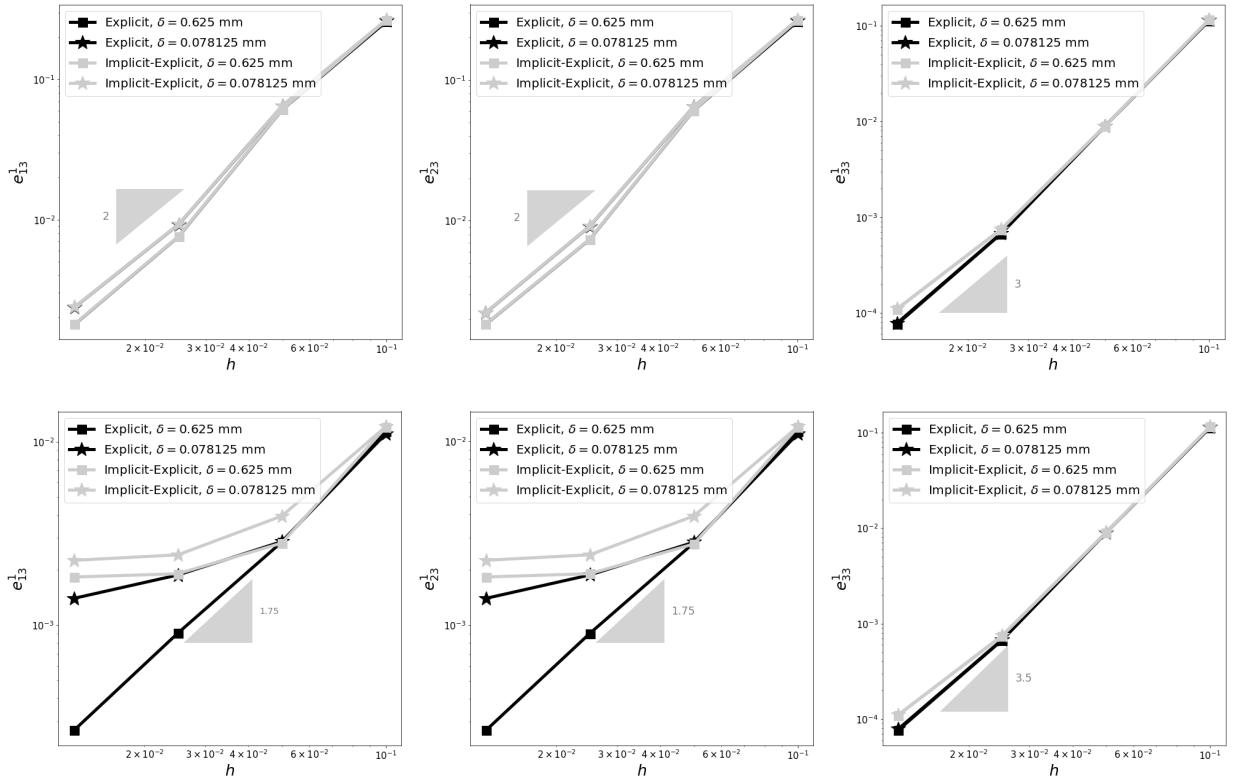 Explicit, δ = 0.625 mm
Explicit, δ = 0.078125 mm
Implicit-Explicit, δ = 0.625 mm
Implicit-Explicit, δ = 0.078125 mm
10⁻¹
10⁻²
e¹₁₃
2
2 × 10⁻² 3 × 10⁻² 4 × 10⁻² 6 × 10⁻² 10⁻¹
h
Explicit, δ = 0.625 mm
Explicit, δ = 0.078125 mm
Implicit-Explicit, δ = 0.625 mm
Implicit-Explicit, δ = 0.078125 mm
10⁻¹
10⁻²
e¹₂₃
2
2 × 10⁻² 3 × 10⁻² 4 × 10⁻² 6 × 10⁻² 10⁻¹
h
Explicit, δ = 0.625 mm
Explicit, δ = 0.078125 mm
Implicit-Explicit, δ = 0.625 mm
Implicit-Explicit, δ = 0.078125 mm
10⁻¹
10⁻²
10⁻³
10⁻⁴
e¹₃₃
3
2 × 10⁻² 3 × 10⁻² 4 × 10⁻² 6 × 10⁻² 10⁻¹
h
Explicit, δ = 0.625 mm
Explicit, δ = 0.078125 mm
Implicit-Explicit, δ = 0.625 mm
Implicit-Explicit, δ = 0.078125 mm
10⁻²
10⁻³
e¹₁₃
1.75
2 × 10⁻² 3 × 10⁻² 4 × 10⁻² 6 × 10⁻² 10⁻¹
h
Explicit, δ = 0.625 mm
Explicit, δ = 0.078125 mm
Implicit-Explicit, δ = 0.625 mm
Implicit-Explicit, δ = 0.078125 mm
10⁻²
10⁻³
e¹₂₃
1.75
2 × 10⁻² 3 × 10⁻² 4 × 10⁻² 6 × 10⁻² 10⁻¹
h
Explicit, δ = 0.625 mm
Explicit, δ = 0.078125 mm
Implicit-Explicit, δ = 0.625 mm
Implicit-Explicit, δ = 0.078125 mm
10⁻¹
10⁻²
10⁻³
10⁻⁴
e¹₃₃
3.5
2 × 10⁻² 3 × 10⁻² 4 × 10⁻² 6 × 10⁻² 10⁻¹
h